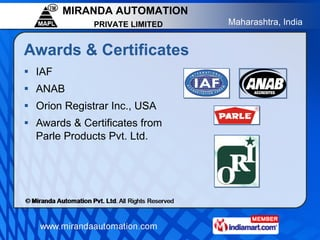 MIRANDA AUTOMATION
PRIVATE LIMITED
Maharashtra, India
MAPL
Awards & Certificates
IAF
ANAB
Orion Registrar Inc., USA
Awards & Certificates from
Parle Products Pvt. Ltd.
IAF
ANAB
ACCREDITED
PARLE
ORI
© Miranda Automation Pvt. Ltd. All Rights Reserved
www.mirandaautomation.com
MEMBER
indiamart.com